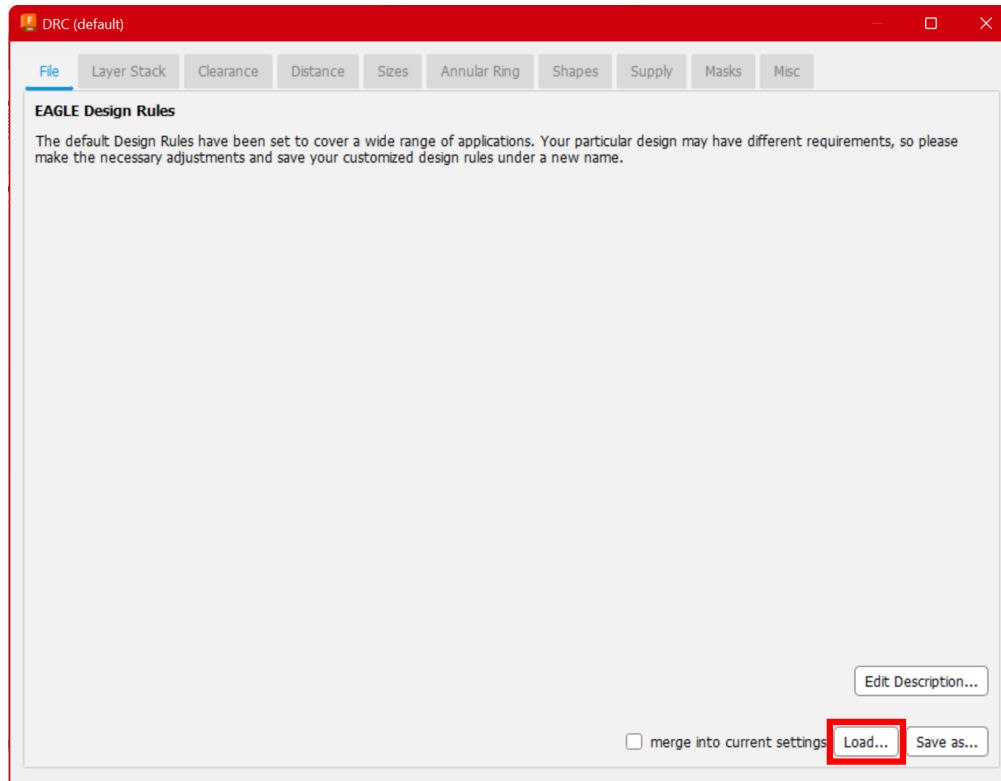 DRC (default)
File Layer Stack Clearance Distance Sizes Annular Ring Shapes Supply Masks Misc
EAGLE Design Rules
The default Design Rules have been set to cover a wide range of applications. Your particular design may have different requirements, so please
make the necessary adjustments and save your customized design rules under a new name.
Edit Description...
merge into current settings Load... Save as...